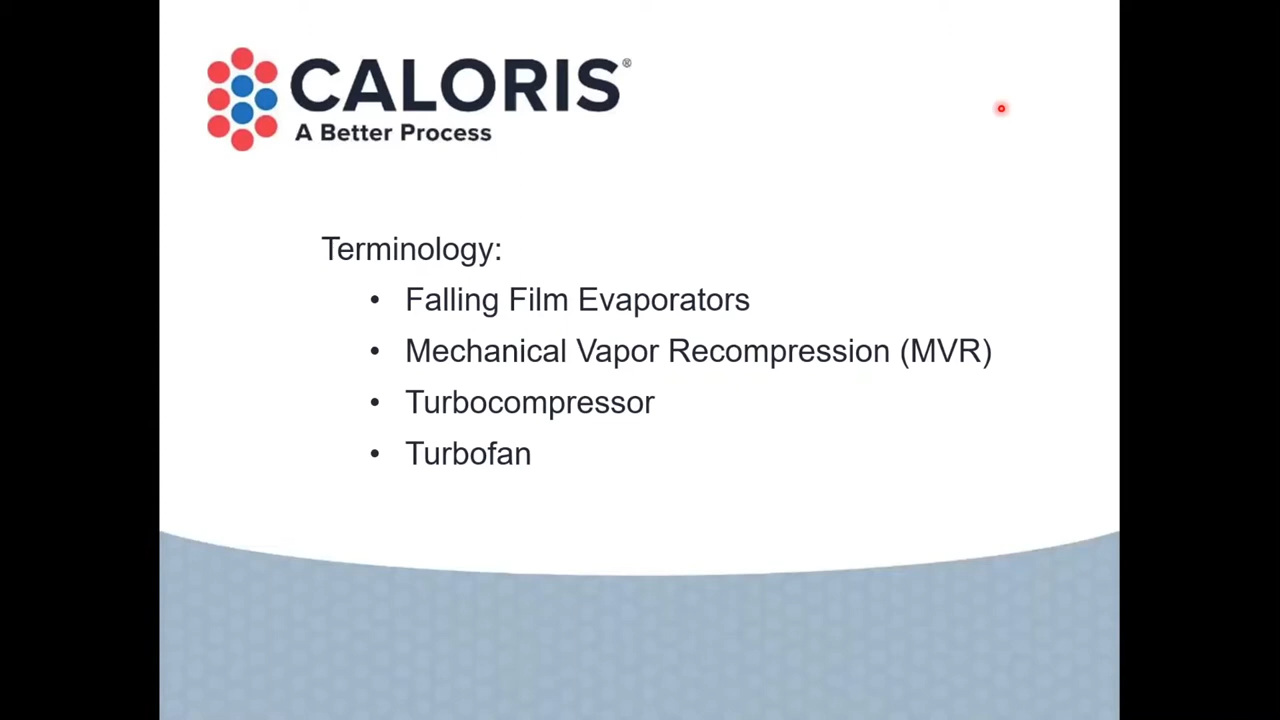 CALORIS®
A Better Process
Terminology:
• Falling Film Evaporators
• Mechanical Vapor Recompression (MVR)
• Turbocompressor
• Turbofan